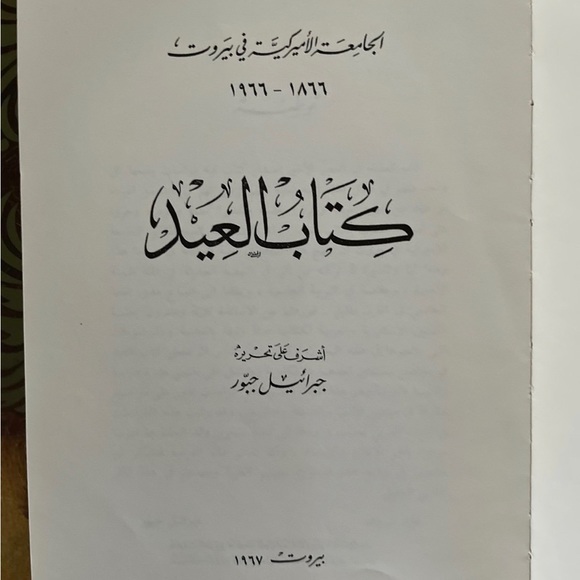 الجامعة الأميركية في بيروت
١٨٦٦ - ١٩٦٦
كتاب العيد
أشرف على تحريره
جبرائيل جبور
بيروت ١٩٦٧